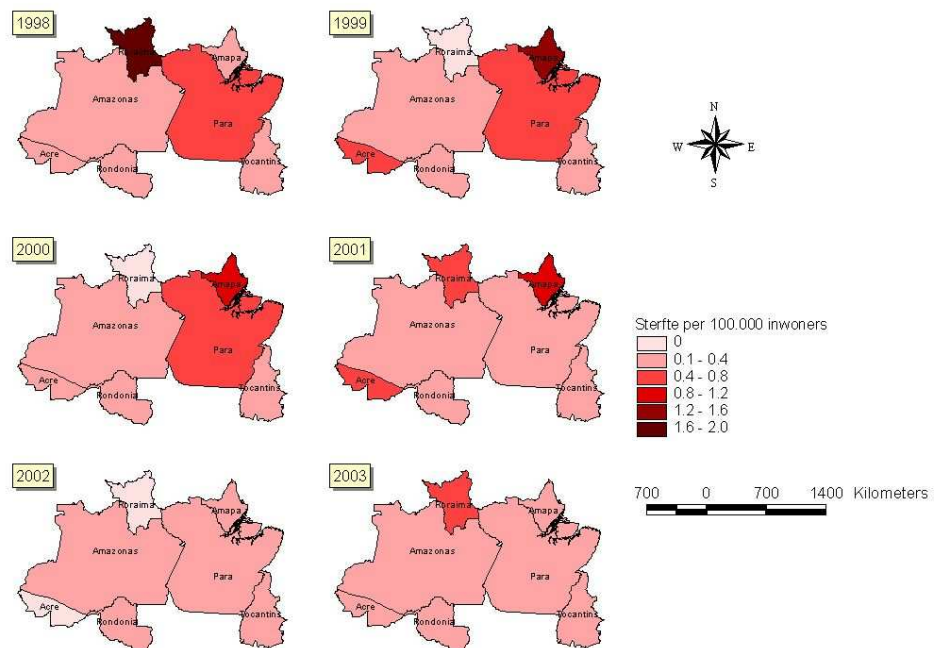 1998
Roraima
Amapa
Amazonas
Para
Acre
Rondonia
Tocantins
1999
Roraima
Amapa
Amazonas
Para
Acre
Rondonia
Tocantins
N
W E
S
2000
Roraima
Amapa
Amazonas
Para
Acre
Rondonia
Tocantins
2001
Roraima
Amapa
Amazonas
Para
Acre
Rondonia
Tocantins
Sterfte per 100.000 inwoners
0
0.1 - 0.4
0.4 - 0.8
0.8 - 1.2
1.2 - 1.6
1.6 - 2.0
2002
Roraima
Amapa
Amazonas
Para
Acre
Rondonia
Tocantins
2003
Roraima
Amapa
Amazonas
Para
Acre
Rondonia
Tocantins
700 0 700 1400 Kilometers